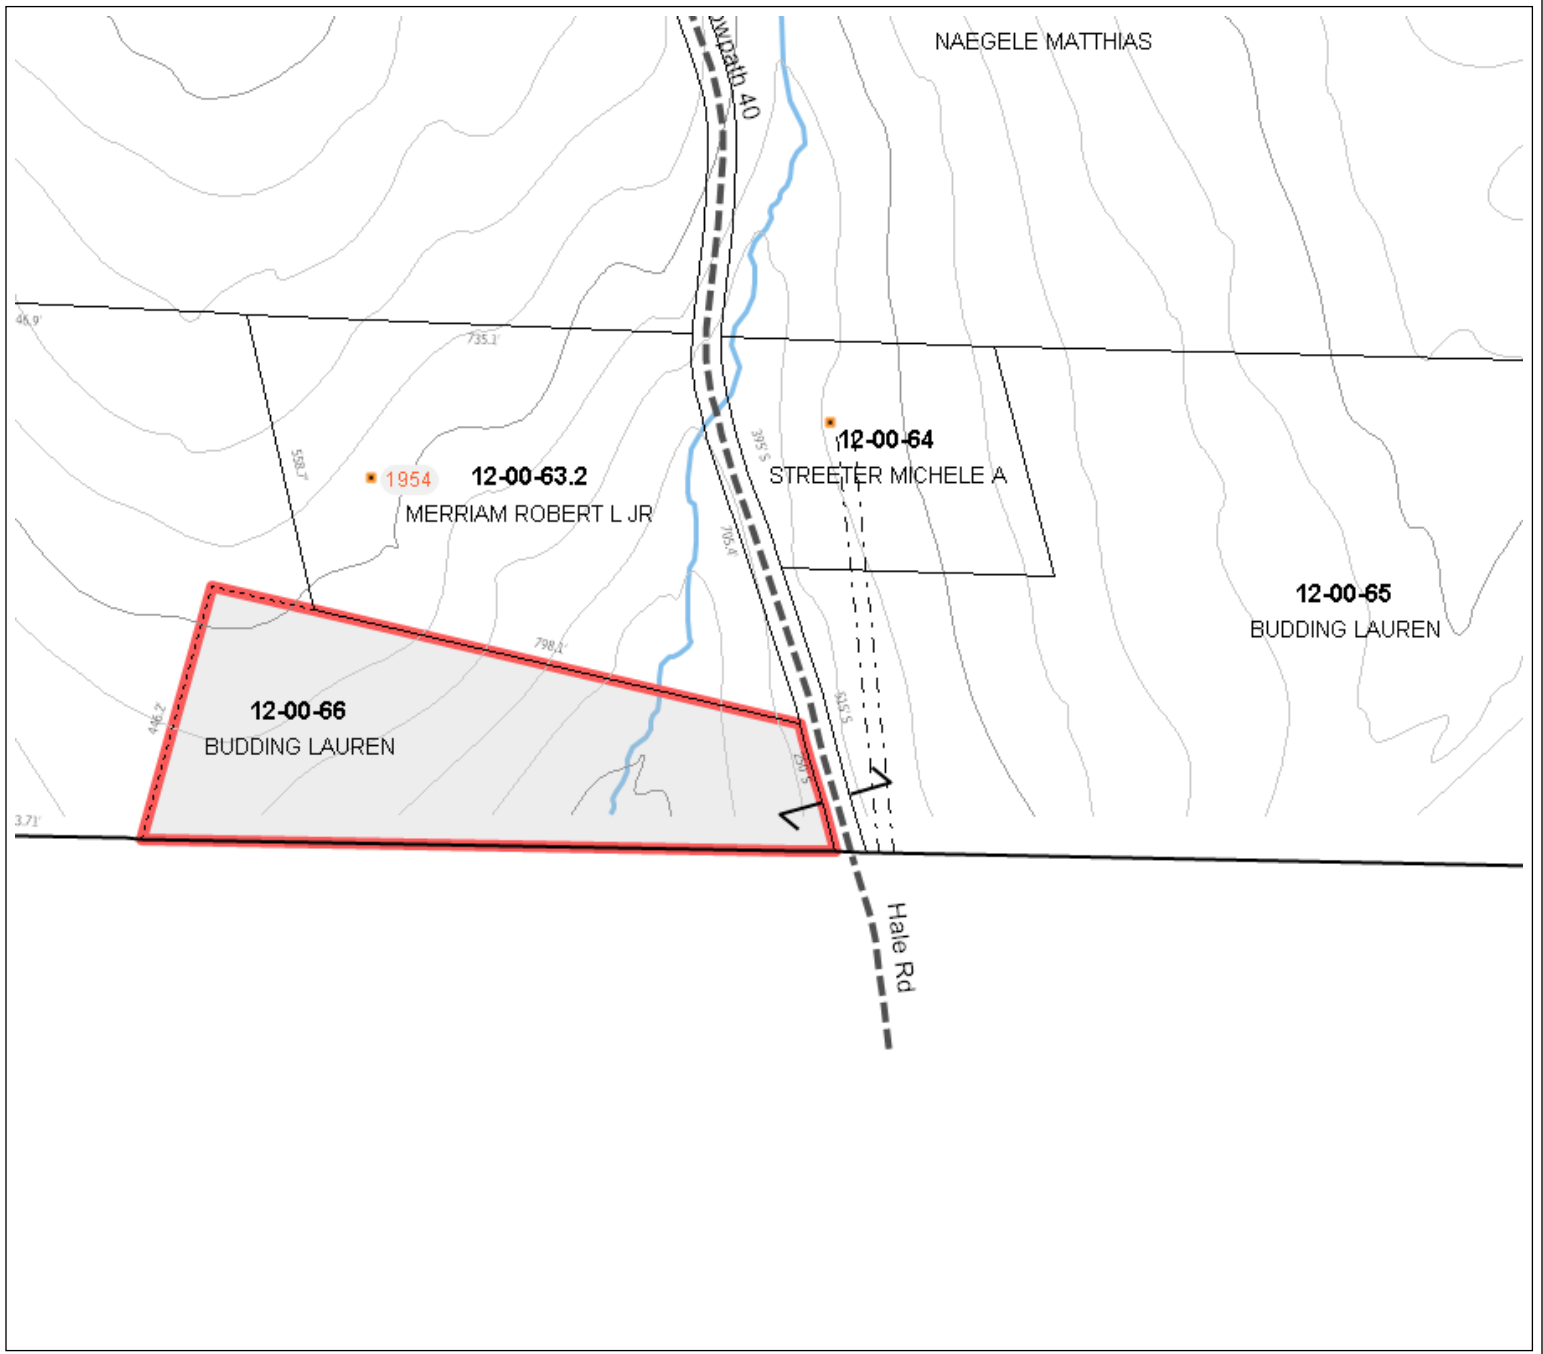 NAEGELE MATTHIAS
owpath 40
46.9'
735.1'
558.7'
1954
12-00-63.2
MERRIAM ROBERT L JR
395' S
12-00-64
STREETER MICHELE A
705.4'
12-00-65
BUDDING LAUREN
798.1'
446.2'
12-00-66
BUDDING LAUREN
615' S
250' S
3.71'
Hale Rd